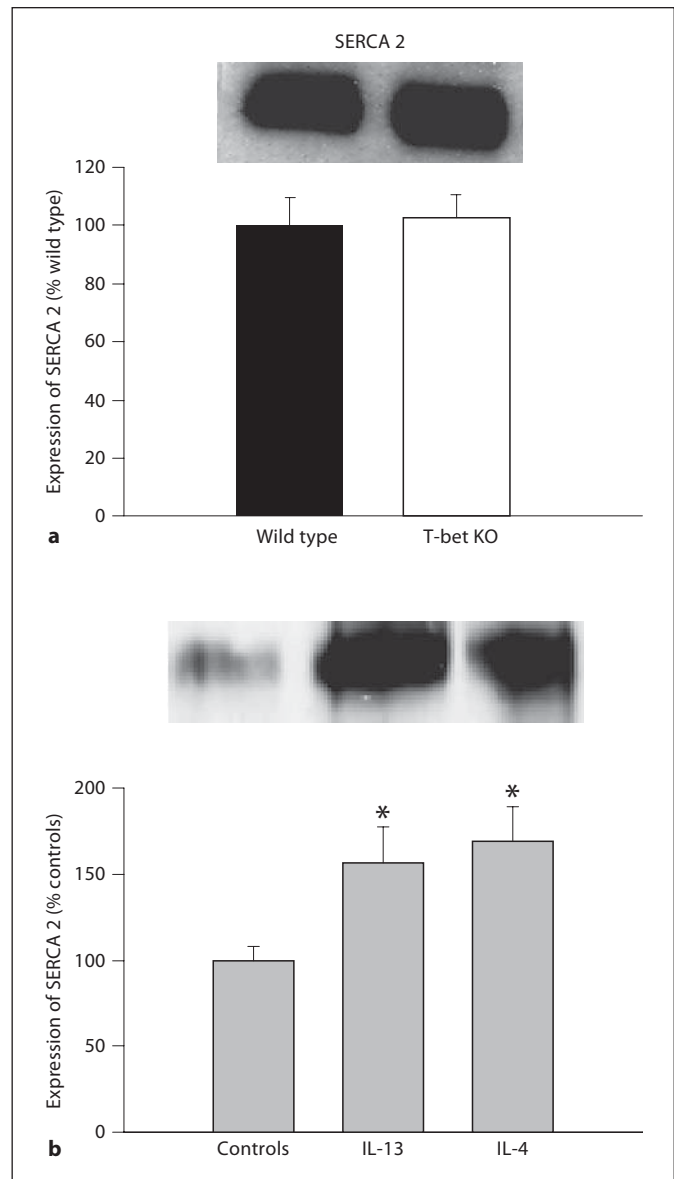 SERCA 2
120
100
80
60
40
20
0
Expression of SERCA 2 (% wild type)
Wild type
T-bet KO
a
200
150
100
50
0
Expression of SERCA 2 (% controls)
*
*
Controls
IL-13
IL-4
b